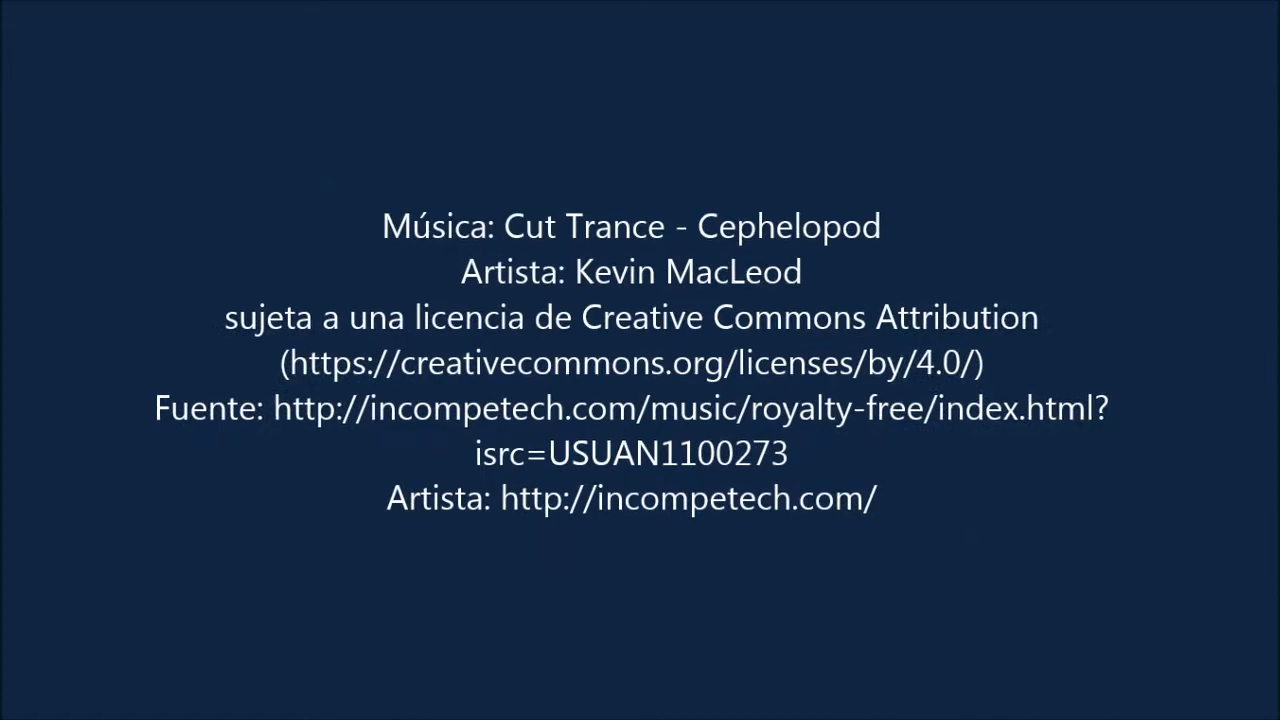 Música: Cut Trance - Cephelopod
Artista: Kevin MacLeod
sujeta a una licencia de Creative Commons Attribution
(https://creativecommons.org/licenses/by/4.0/)
Fuente: http://incompetech.com/music/royalty-free/index.html?
isrc=USUAN1100273
Artista: http://incompetech.com/